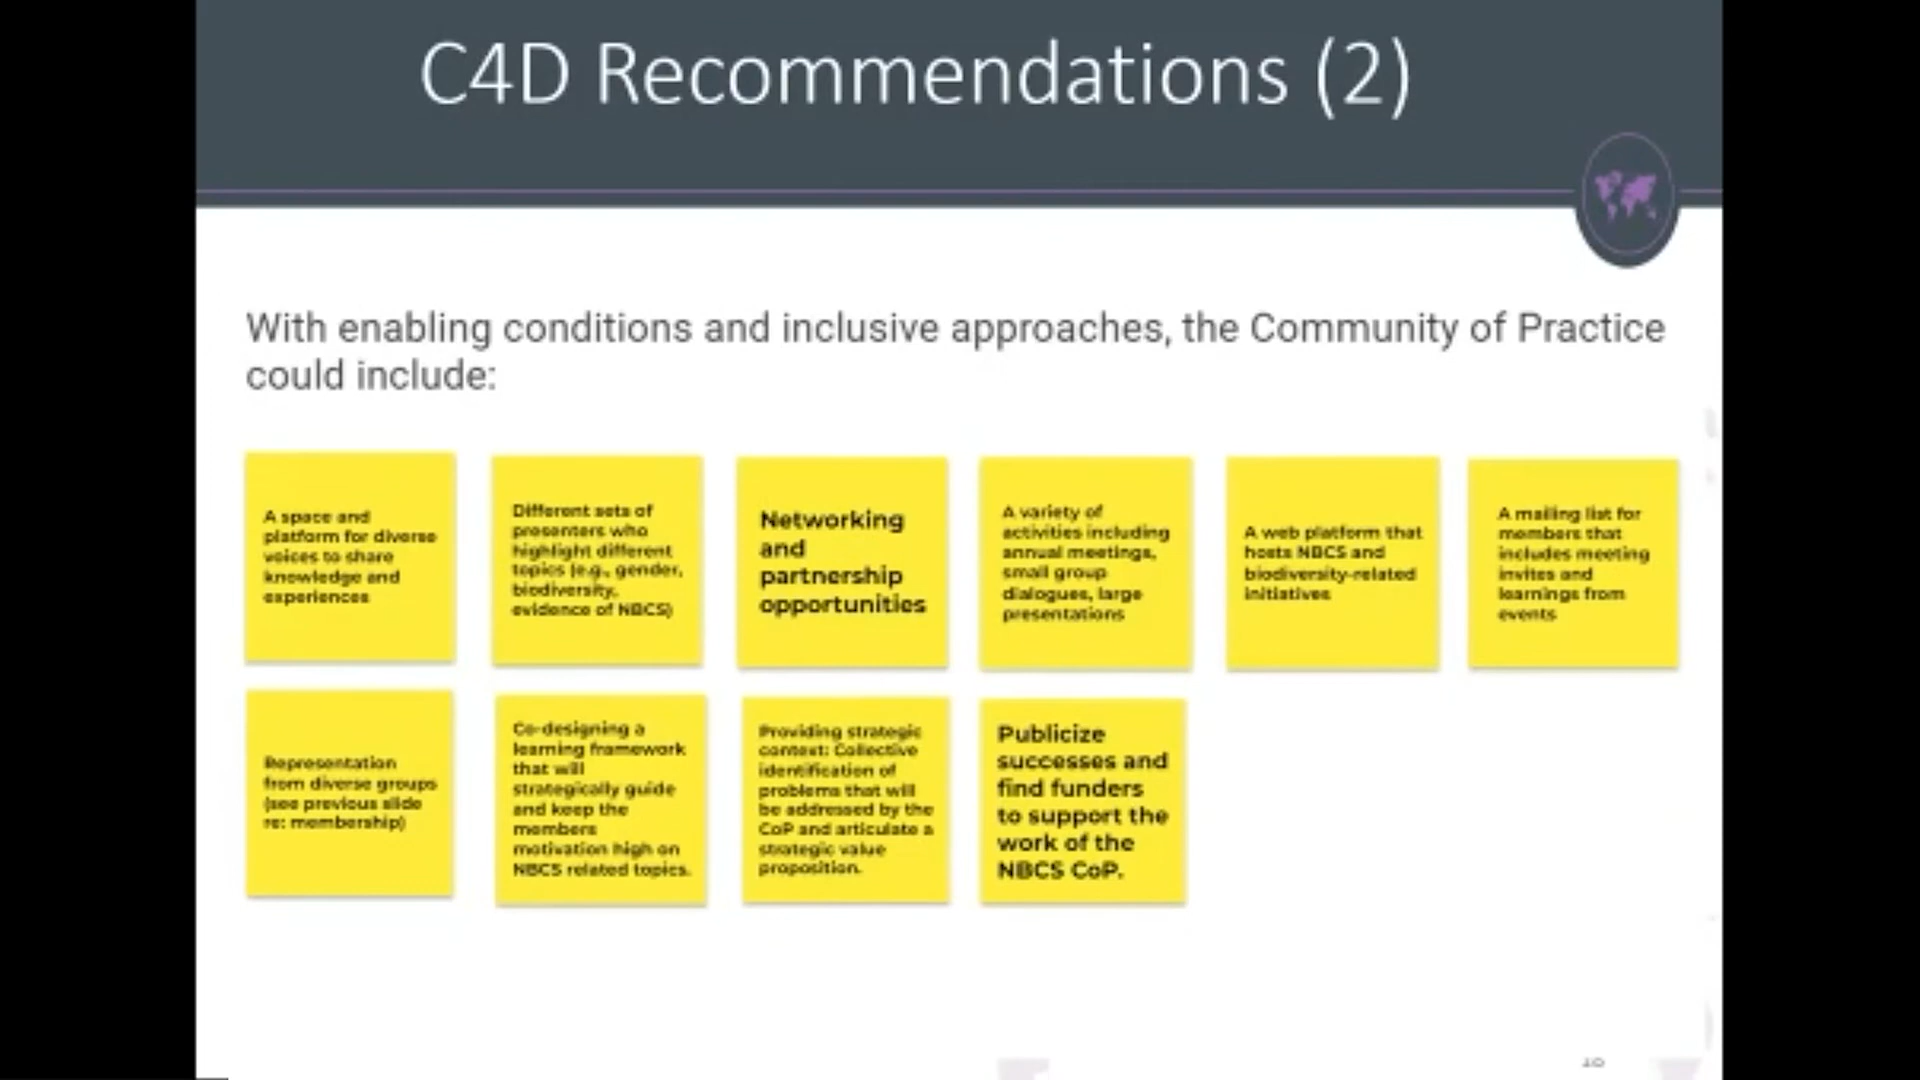 C4D Recommendations (2)
With enabling conditions and inclusive approaches, the Community of Practice
could include:
A space and
platform for diverse
voices to share
knowledge and
experiences
Different sets of
presenters who
highlight different
topics (e.g., gender,
biodiversity,
evidence of NBCS)
Networking
and
partnership
opportunities
A variety of
activities including
annual meetings,
small group
dialogues, large
presentations
A web platform that
hosts NBCS and
biodiversity-related
initiatives
A mailing list for
members that
includes meeting
invites and
learnings from
events
Representation
from diverse groups
(see previous slide
re: membership)
Co-designing a
learning framework
that will
strategically guide
and keep the
members
motivation high on
NBCS related topics.
Providing strategic
context: Collective
identification of
problems that will
be addressed by the
CoP and articulate a
strategic value
proposition.
Publicize
successes and
find funders
to support the
work of the
NBCS CoP.